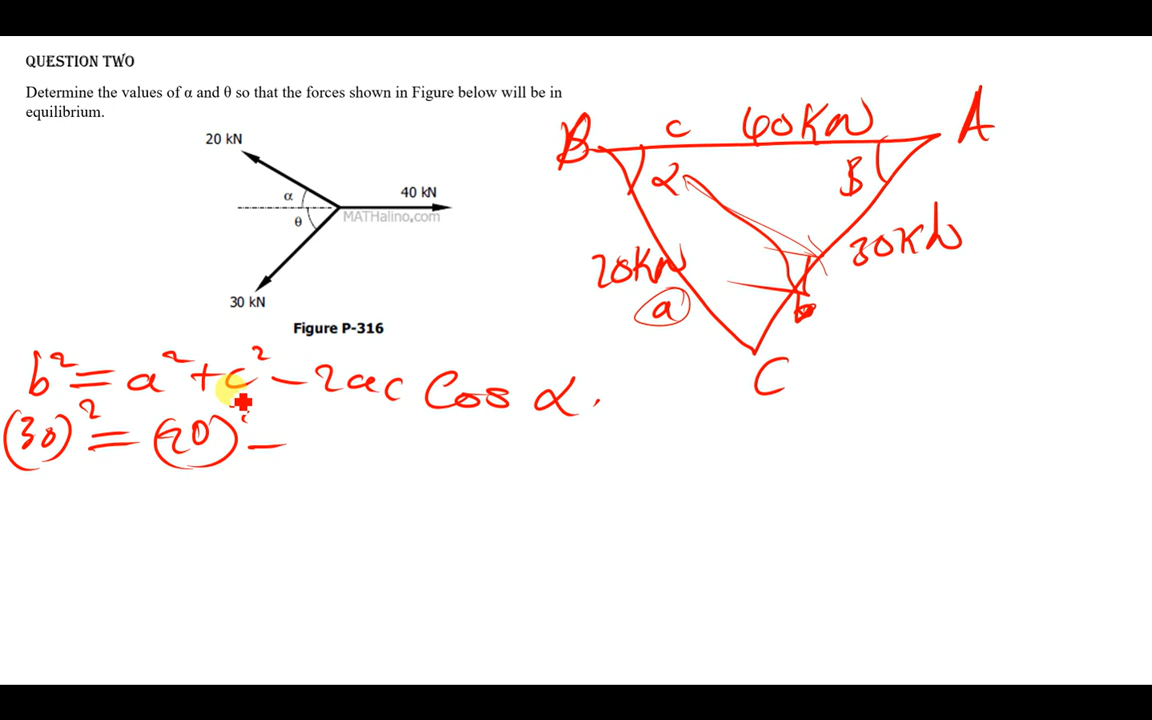 QUESTION TWO
Determine the values of α and θ so that the forces shown in Figure below will be in
equilibrium.
20 kN
α
40 kN
θ
MATHalino.com
30 kN
Figure P-316
B
c
40KN
A
α
β
20KN
30KN
a
b
C
b² = a² + c² - 2ac Cos α.
(30)² = (20)² -